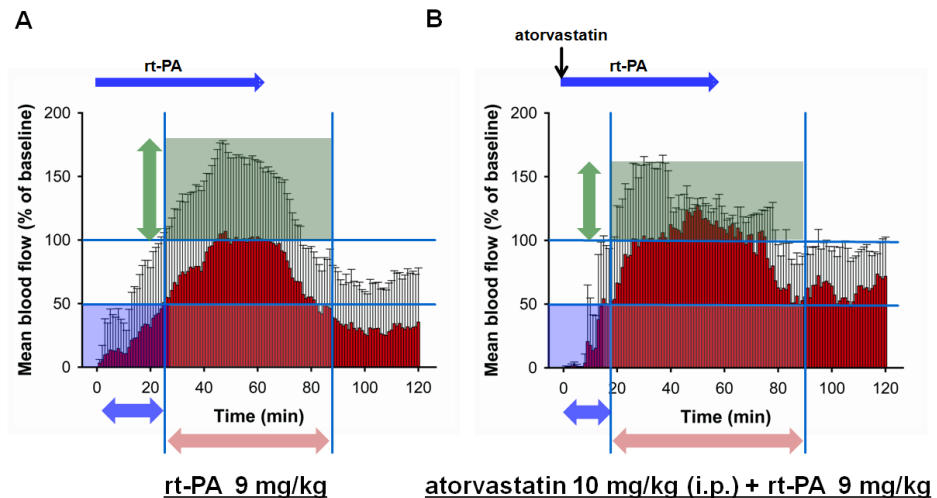 A
B
atorvastatin
rt-PA
rt-PA
Mean blood flow (% of baseline)
200
150
100
50
0
0
20
40
60
80
100
120
Time (min)
Mean blood flow (% of baseline)
200
150
100
50
0
0
20
40
60
80
100
120
Time (min)
rt-PA 9 mg/kg
atorvastatin 10 mg/kg (i.p.) + rt-PA 9 mg/kg